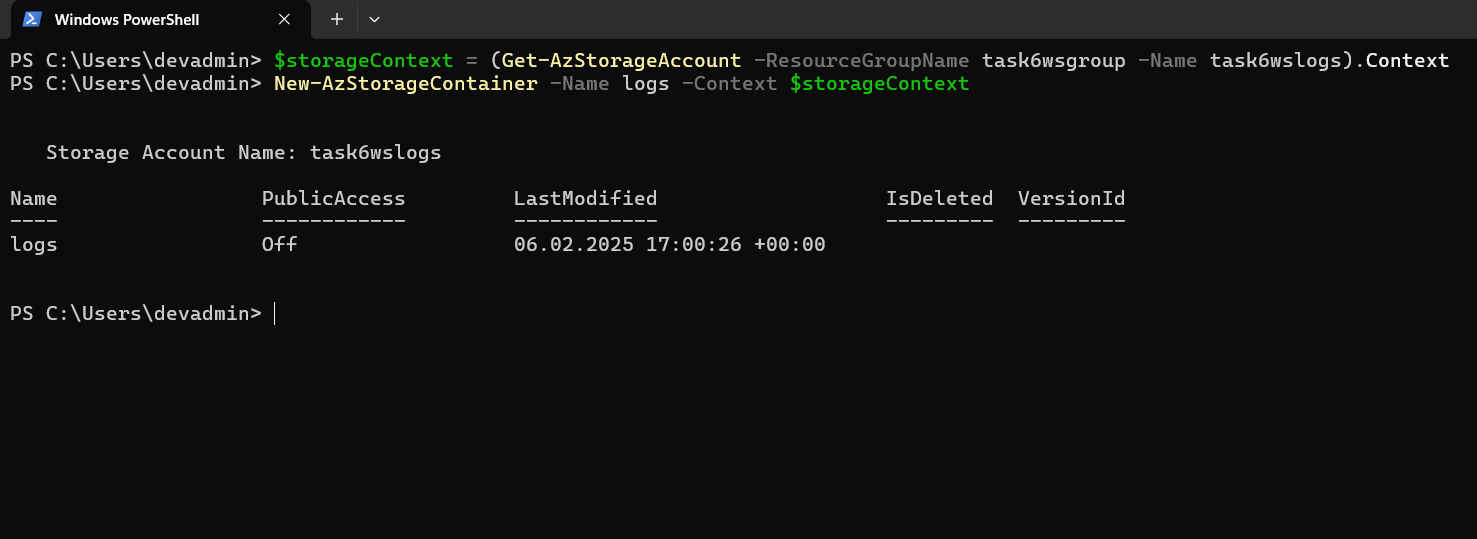 Windows PowerShell
PS C:\Users\devadmin> $storageContext = (Get-AzStorageAccount -ResourceGroupName task6wsgroup -Name task6wslogs).Context
PS C:\Users\devadmin> New-AzStorageContainer -Name logs -Context $storageContext
Storage Account Name: task6wslogs
Name PublicAccess LastModified IsDeleted VersionId
---- ------------ ------------ --------- ---------
logs Off 06.02.2025 17:00:26 +00:00
PS C:\Users\devadmin>